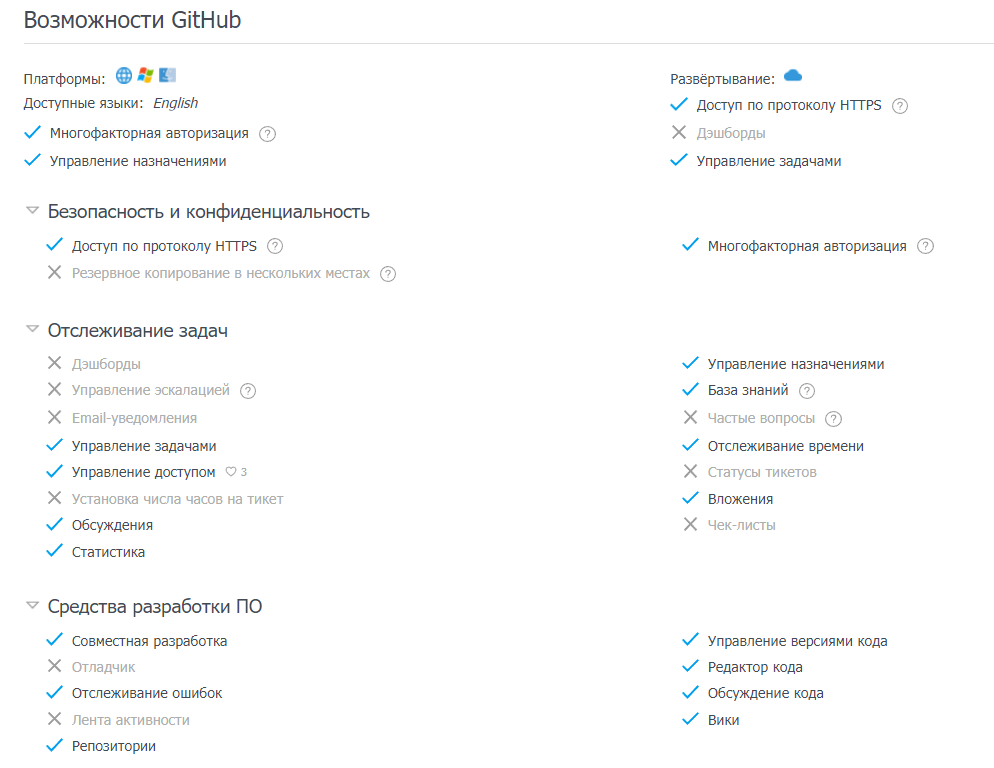 Возможности GitHub
Платформы:
Развёртывание:
Доступные языки: English
Доступ по протоколу HTTPS ?
Многофакторная авторизация ?
Дэшборды
Управление назначениями
Управление задачами
Безопасность и конфиденциальность
Доступ по протоколу HTTPS ?
Многофакторная авторизация ?
Резервное копирование в нескольких местах ?
Отслеживание задач
Дэшборды
Управление назначениями
Управление эскалацией ?
База знаний ?
Email-уведомления
Частые вопросы ?
Управление задачами
Отслеживание времени
Управление доступом 3
Статусы тикетов
Установка числа часов на тикет
Вложения
Обсуждения
Чек-листы
Статистика
Средства разработки ПО
Совместная разработка
Управление версиями кода
Отладчик
Редактор кода
Отслеживание ошибок
Обсуждение кода
Лента активности
Вики
Репозитории